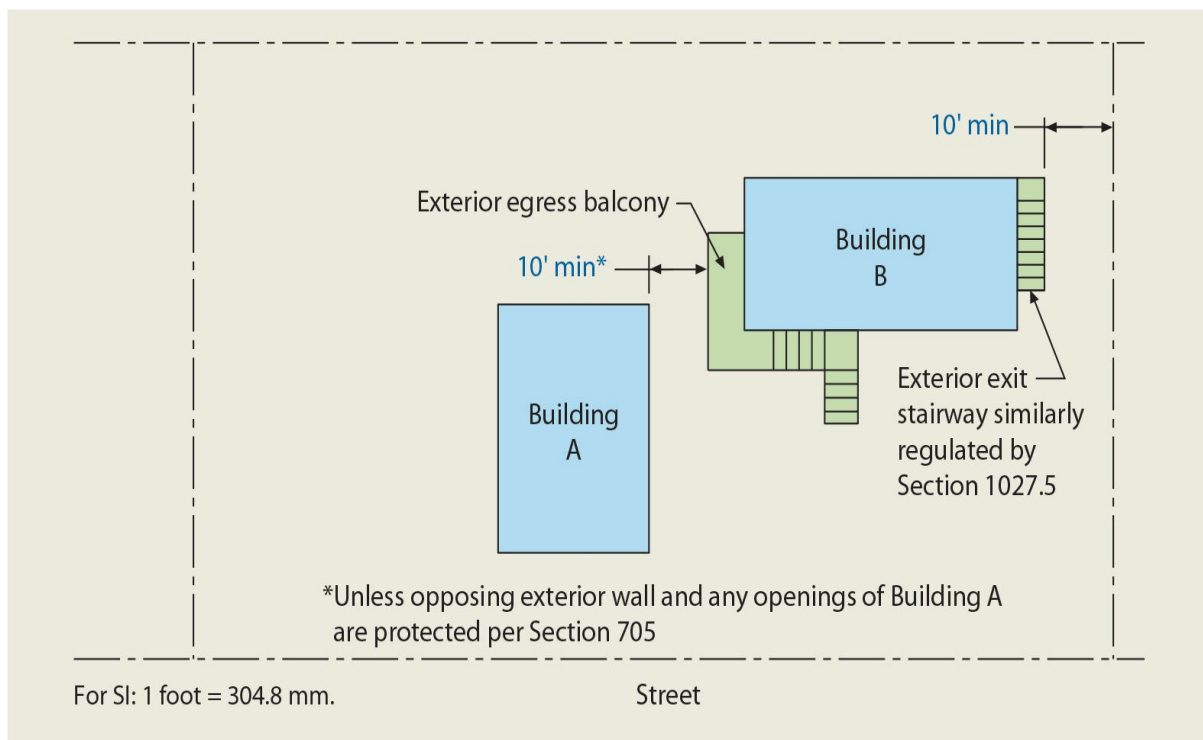 10' min
Exterior egress balcony
Building
B
10' min*
Exterior exit
stairway similarly
regulated by
Section 1027.5
Building
A
*Unless opposing exterior wall and any openings of Building A
are protected per Section 705
For SI: 1 foot = 304.8 mm.
Street